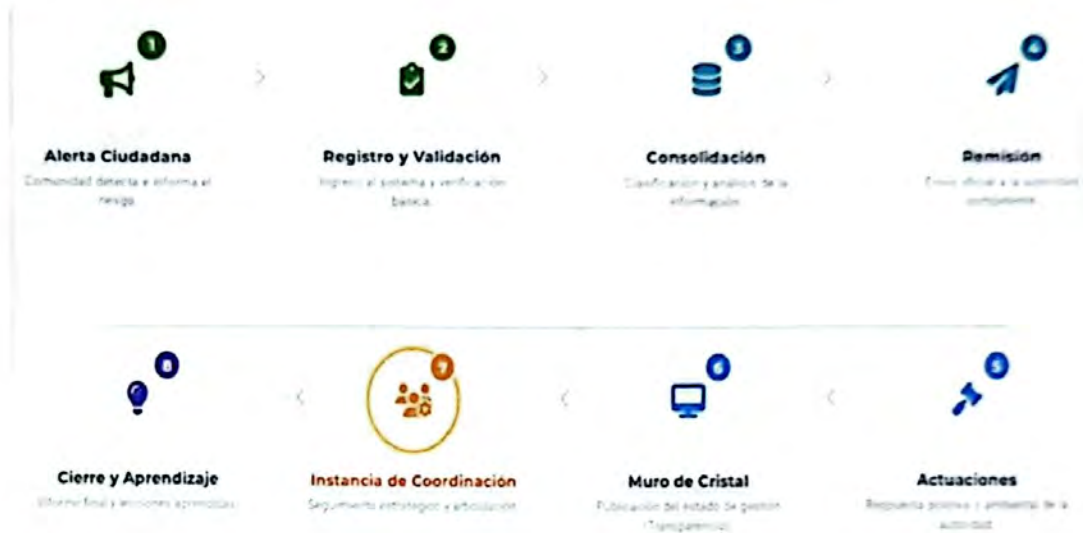 1
2
3
4
Alerta Ciudadana
Registro y Validación
Consolidación
Remisión
Comunidad detecta e informa el
riesgo.
Ingreso al sistema y verificación
básica.
Clasificación y análisis de la
información.
Envío oficial a la autoridad
competente.
8
7
6
5
Cierre y Aprendizaje
Instancia de Coordinación
Muro de Cristal
Actuaciones
Informe final y lecciones aprendidas.
Seguimiento estratégico y articulación.
Publicación del estado de gestión
(Transparencia).
Respuesta y ambiental de la
autoridad.